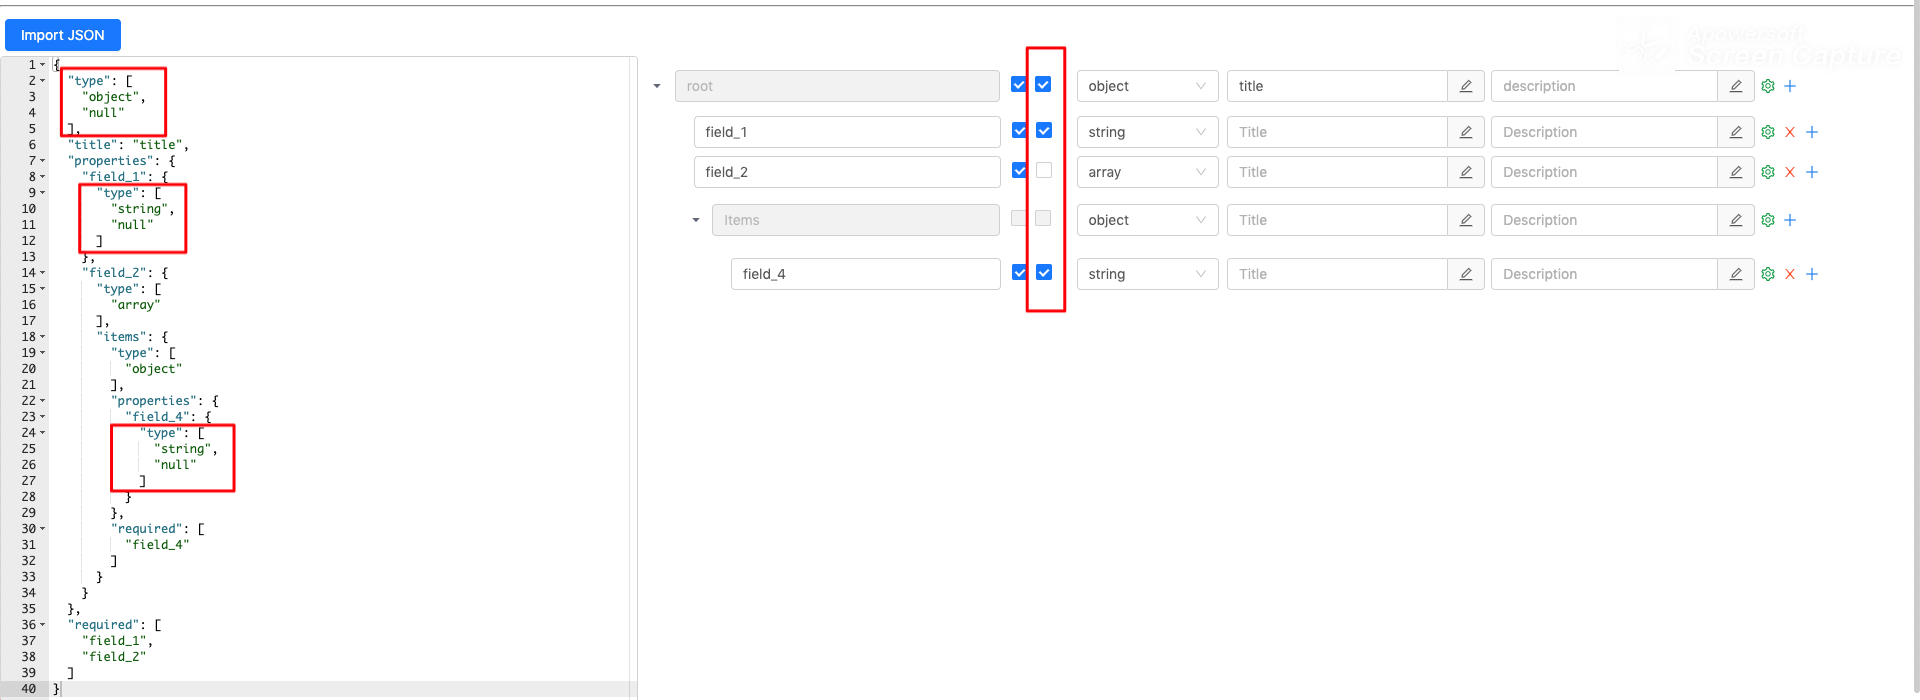 Apowersoft
Screen Capture
Import JSON
1 {
2 "type": [
3 "object",
4 "null"
5 ],
6 "title": "title",
7 "properties": {
8 "field_1": {
9 "type": [
10 "string",
11 "null"
12 ]
13 },
14 "field_2": {
15 "type": [
16 "array"
17 ],
18 "items": {
19 "type": [
20 "object"
21 ],
22 "properties": {
23 "field_4": {
24 "type": [
25 "string",
26 "null"
27 ]
28 }
29 },
30 "required": [
31 "field_4"
32 ]
33 }
34 }
35 },
36 "required": [
37 "field_1",
38 "field_2"
39 ]
40 }
root object title description
field_1 string Title Description
field_2 array Title Description
Items object Title Description
field_4 string Title Description